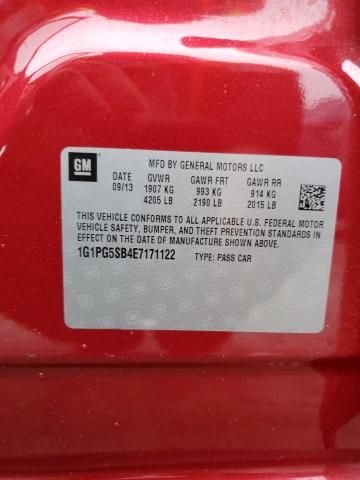 GM
MFD BY GENERAL MOTORS LLC
DATE GVWR GAWR FRT GAWR RR
09/13 1907 KG 993 KG 914 KG
4205 LB 2190 LB 2015 LB
THIS VEHICLE CONFORMS TO ALL APPLICABLE U.S. FEDERAL MOTOR
VEHICLE SAFETY, BUMPER, AND THEFT PREVENTION STANDARDS IN
EFFECT ON THE DATE OF MANUFACTURE SHOWN ABOVE.
1G1PG5SB4E7171122 TYPE: PASS CAR